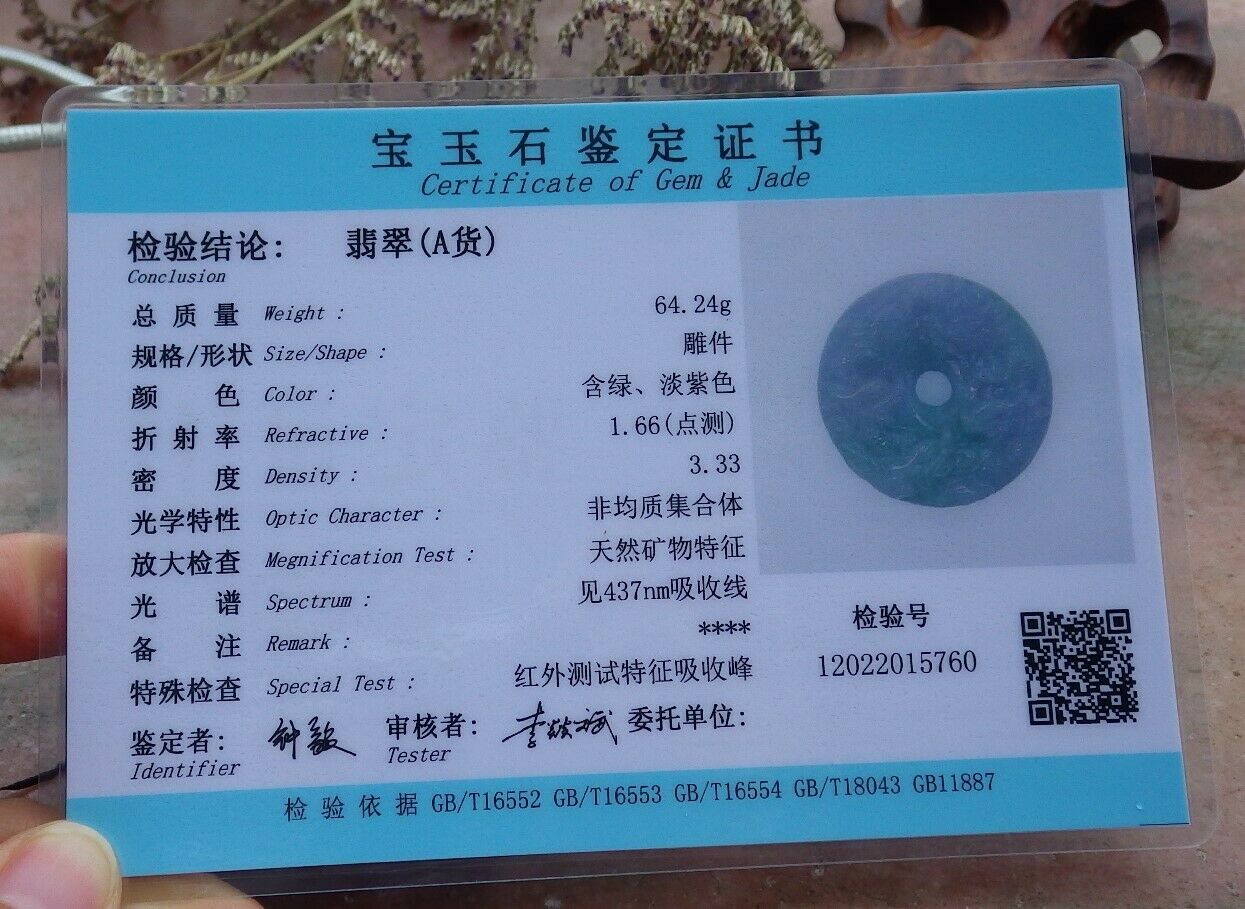 宝玉石鉴定证书
Certificate of Gem & Jade
检验结论: 翡翠(A货)
Conclusion
总质量 Weight : 64.24g
规格/形状 Size/Shape : 雕件
颜色 Color : 含绿、淡紫色
折射率 Refractive : 1.66(点测)
密度 Density : 3.33
光学特性 Optic Character : 非均质集合体
放大检查 Megnification Test : 天然矿物特征
光谱 Spectrum : 见437nm吸收线
备注 Remark : ****
特殊检查 Special Test : 红外测试特征吸收峰
检验号
12022015760
鉴定者: 审核者: 委托单位:
Identifier Tester
检验依据 GB/T16552 GB/T16553 GB/T16554 GB/T18043 GB11887